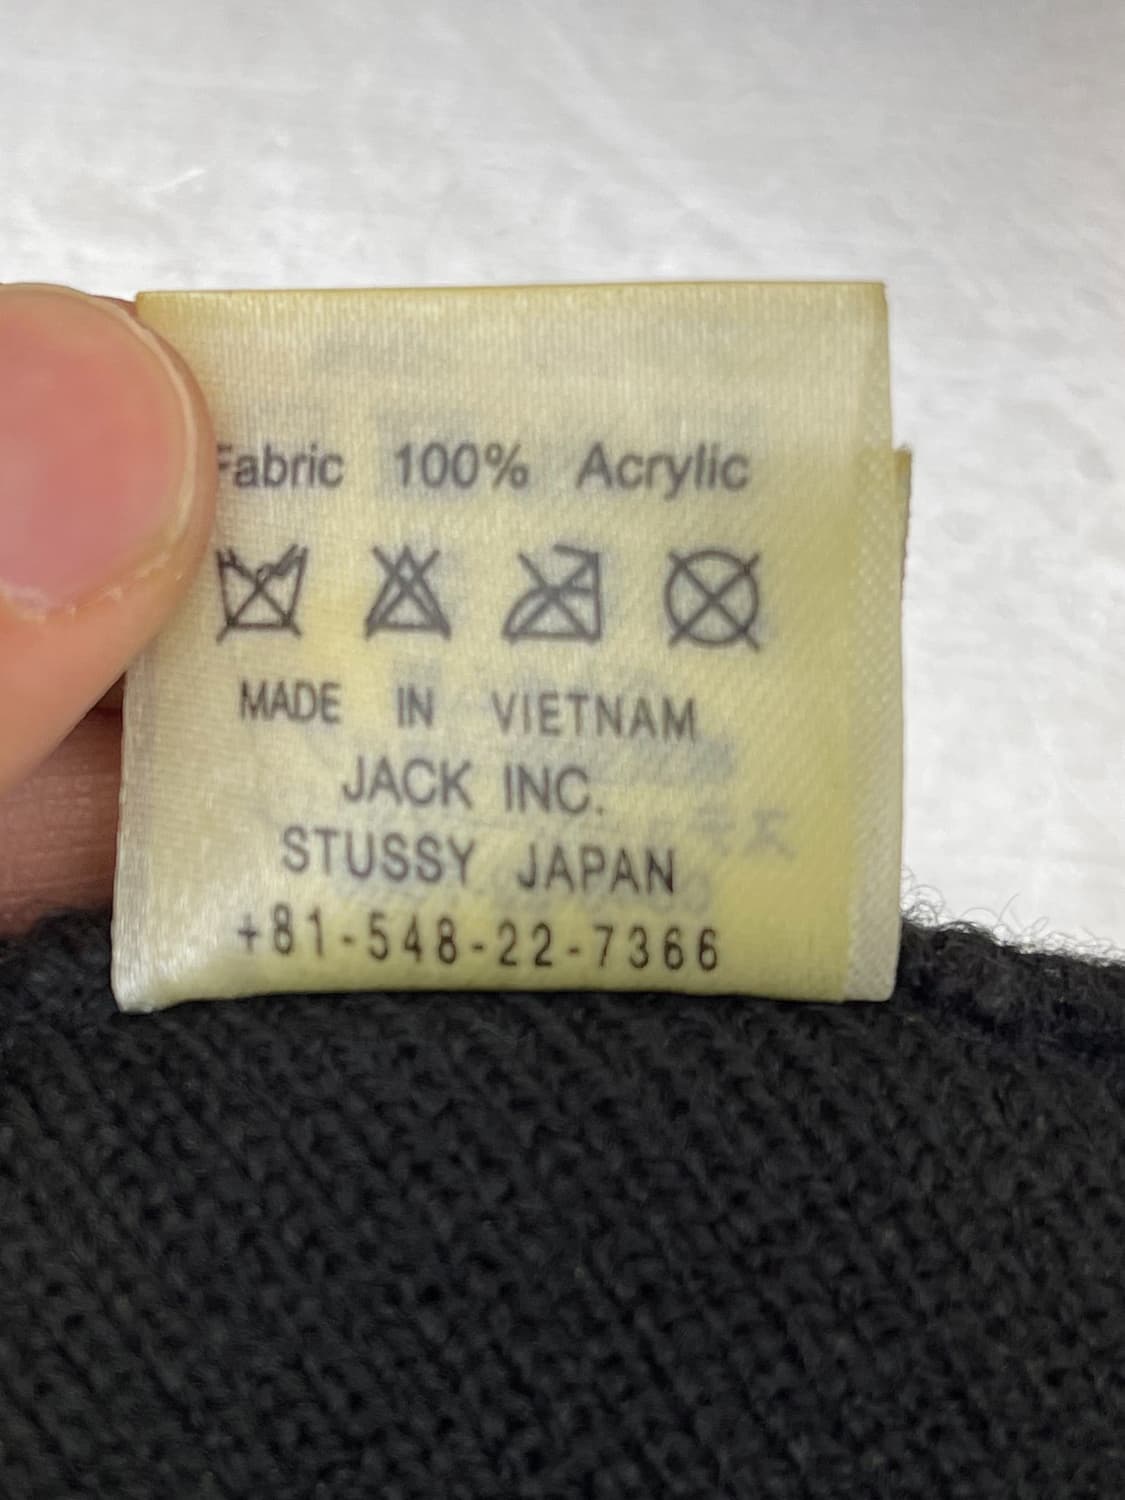 Fabric 100% Acrylic
MADE IN VIETNAM
JACK INC.
STUSSY JAPAN
+81-548-22-7366